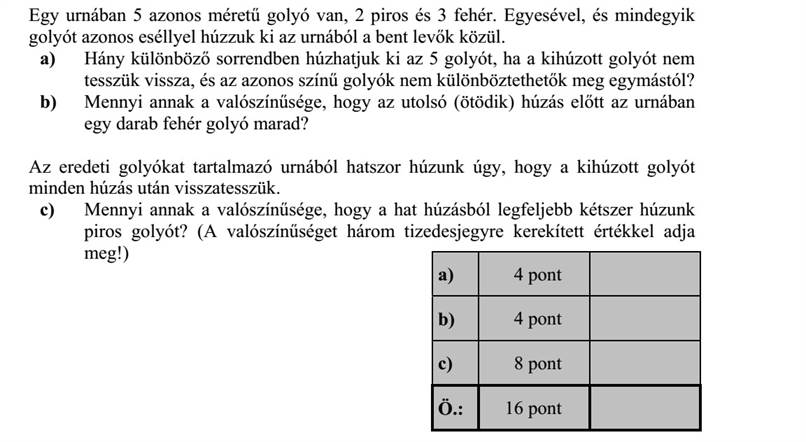 Egy urnában 5 azonos méretű golyó van, 2 piros és 3 fehér. Egyesével, és mindegyik
golyót azonos eséllyel húzzuk ki az urnából a bent levők közül.
a) Hány különböző sorrendben húzhatjuk ki az 5 golyót, ha a kihúzott golyót nem
tesszük vissza, és az azonos színű golyók nem különböztethetők meg egymástól?
b) Mennyi annak a valószínűsége, hogy az utolsó (ötödik) húzás előtt az urnában
egy darab fehér golyó marad?
Az eredeti golyókat tartalmazó urnából hatszor húzunk úgy, hogy a kihúzott golyót
minden húzás után visszatesszük.
c) Mennyi annak a valószínűsége, hogy a hat húzásból legfeljebb kétszer húzunk
piros golyót? (A valószínűséget három tizedesjegyre kerekített értékkel adja
meg!)
a) 4 pont
b) 4 pont
c) 8 pont
Ö.: 16 pont